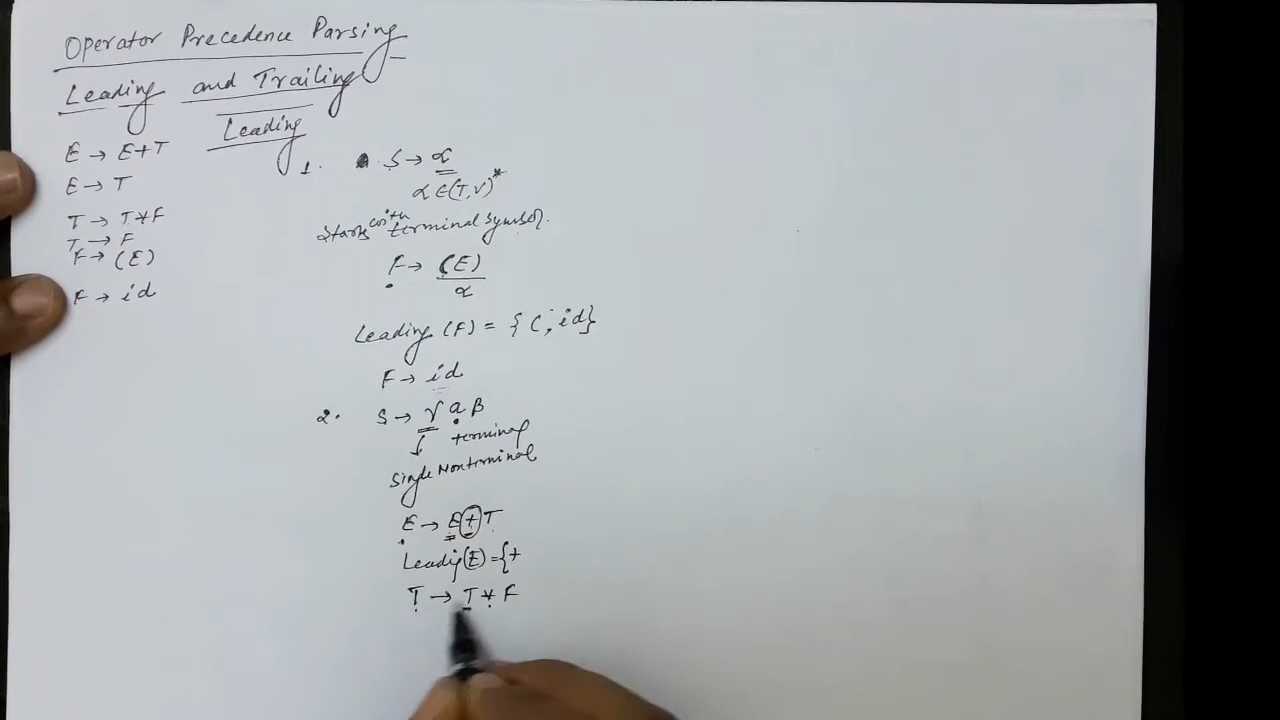 Operator Precedence Parsing
Leading and Trailing
Leading
E → E+T
E → T
T → T*F
T → F
F → (E)
F → id
1. S → α
α ∈ (T,V)*
Starts with terminal symbol.
F → (E)
α
Leading (F) = { (, id}
F → id
2. S → γ a β
terminal
Single Nonterminal
E → E + T
Leadig(E) = {+
T → T * F